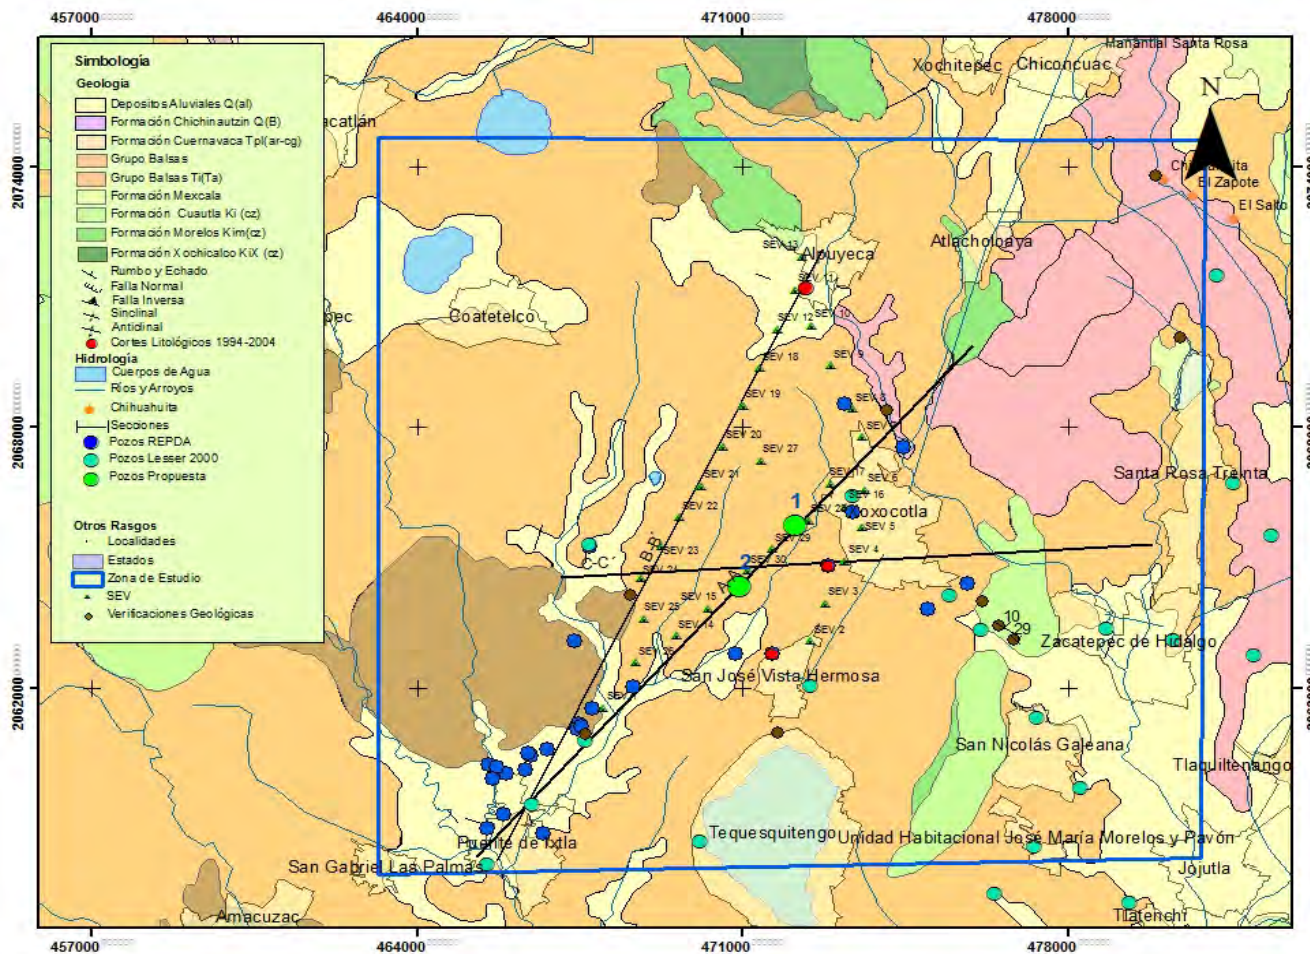 457000
464000
471000
478000
Simbología
Geología
Depositos Aluviales Q(al)
Formación Chichinautzin Q(B)
Formación Cuernavaca Tpl(ar-cg)
Grupo Balsas
Grupo Balsas Ti(Ta)
Formación Mexcala
Formación Cuautla Ki (cz)
Formación Morelos Kim(cz)
Formación Xochicalco KiX (cz)
Rumbo y Echado
Falla Normal
Falla Inversa
Sinclinal
Anticlinal
Cortes Litológicos 1994-2004
Hidrología
Cuerpos de Agua
Ríos y Arroyos
Chihuahuita
Secciones
Pozos REPDA
Pozos Lesser 2000
Pozos Propuesta
Otros Rasgos
Localidades
Estados
Zona de Estudio
SEV
Verificaciones Geológicas
Manantial Santa Rosa
Xochitepec
Chiconcuac
N
acatlán
2074000
El Zapote
El Salto
SEV 13
Alpuyeca
Atlacholoaya
SEV 11
pec
Coatetelco
SEV 12
SEV 10
SEV 18
SEV 9
SEV 19
SEV 8
2068000
SEV 20
SEV 27
Santa Rosa Treinta
SEV 21
SEV 6
SEV 16
1
SEV 22
oxocotla
SEV 5
SEV 23
B-B'
SEV 29
C-C'
SEV 4
2
SEV 24
SEV 15
SEV 3
SEV 25
SEV 14
10
29
SEV 2
Zacatepec de Hidalgo
SEV 26
San José Vista Hermosa
2062000
San Nicolás Galeana
Tlaquiltenango
Tequesquitengo
Unidad Habitacional José María Morelos y Pavón
Puente de Ixtla
San Gabriel Las Palmas
Jojutla
Amacuzac
Tlatenchi
457000
464000
471000
478000